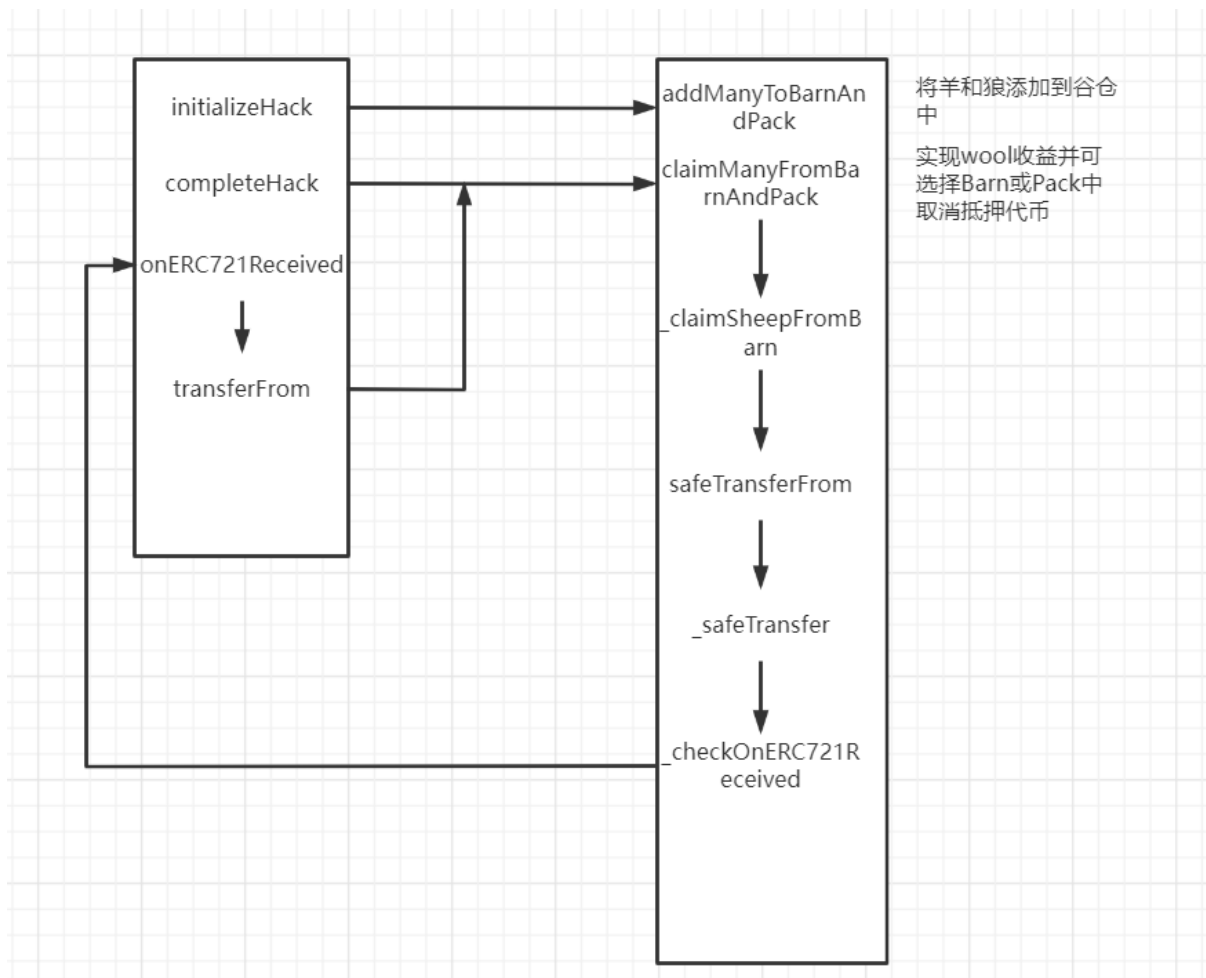 initializeHack
completeHack
onERC721Received
transferFrom
addManyToBarnAn
dPack
claimManyFromBa
rnAndPack
_claimSheepFromB
arn
safeTransferFrom
_safeTransfer
_checkOnERC721R
eceived
将羊和狼添加到谷仓
中
实现wool收益并可
选择Barn或Pack中
取消抵押代币